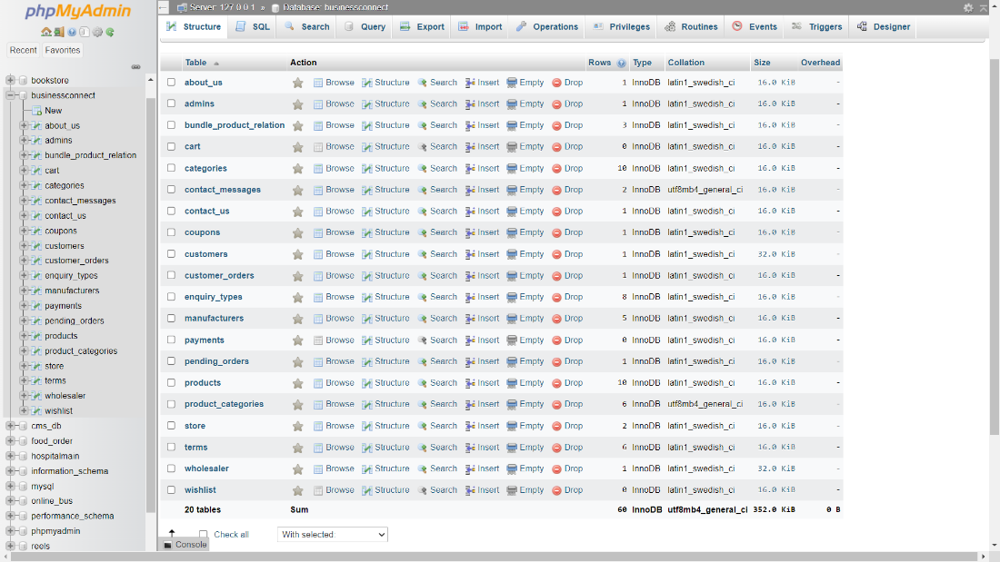 phpMyAdmin
Recent Favorites
bookstore
businessconnect
New
about_us
admins
bundle_product_relation
cart
categories
contact_messages
contact_us
coupons
customers
customer_orders
enquiry_types
manufacturers
payments
pending_orders
products
product_categories
store
terms
wholesaler
wishlist
cms_db
food_order
hospitalmain
information_schema
mysql
online_bus
performance_schema
phpmyadmin
reels
Server: 127.0.0.1 » Database: businessconnect
Structure SQL Search Query Export Import Operations Privileges Routines Events Triggers Designer
Table Action Rows Type Collation Size Overhead
about_us Browse Structure Search Insert Empty Drop 1 InnoDB latin1_swedish_ci 16.0 KiB -
admins Browse Structure Search Insert Empty Drop 1 InnoDB latin1_swedish_ci 16.0 KiB -
bundle_product_relation Browse Structure Search Insert Empty Drop 3 InnoDB latin1_swedish_ci 16.0 KiB -
cart Browse Structure Search Insert Empty Drop 0 InnoDB latin1_swedish_ci 16.0 KiB -
categories Browse Structure Search Insert Empty Drop 10 InnoDB latin1_swedish_ci 16.0 KiB -
contact_messages Browse Structure Search Insert Empty Drop 2 InnoDB utf8mb4_general_ci 16.0 KiB -
contact_us Browse Structure Search Insert Empty Drop 1 InnoDB latin1_swedish_ci 16.0 KiB -
coupons Browse Structure Search Insert Empty Drop 1 InnoDB latin1_swedish_ci 16.0 KiB -
customers Browse Structure Search Insert Empty Drop 1 InnoDB latin1_swedish_ci 32.0 KiB -
customer_orders Browse Structure Search Insert Empty Drop 1 InnoDB latin1_swedish_ci 16.0 KiB -
enquiry_types Browse Structure Search Insert Empty Drop 8 InnoDB latin1_swedish_ci 16.0 KiB -
manufacturers Browse Structure Search Insert Empty Drop 5 InnoDB latin1_swedish_ci 16.0 KiB -
payments Browse Structure Search Insert Empty Drop 0 InnoDB latin1_swedish_ci 16.0 KiB -
pending_orders Browse Structure Search Insert Empty Drop 1 InnoDB latin1_swedish_ci 16.0 KiB -
products Browse Structure Search Insert Empty Drop 10 InnoDB latin1_swedish_ci 16.0 KiB -
product_categories Browse Structure Search Insert Empty Drop 6 InnoDB utf8mb4_general_ci 16.0 KiB -
store Browse Structure Search Insert Empty Drop 2 InnoDB latin1_swedish_ci 16.0 KiB -
terms Browse Structure Search Insert Empty Drop 6 InnoDB latin1_swedish_ci 16.0 KiB -
wholesaler Browse Structure Search Insert Empty Drop 1 InnoDB latin1_swedish_ci 32.0 KiB -
wishlist Browse Structure Search Insert Empty Drop 0 InnoDB latin1_swedish_ci 16.0 KiB -
20 tables Sum 60 InnoDB utf8mb4_general_ci 352.0 KiB 0 B
Check all With selected:
Console